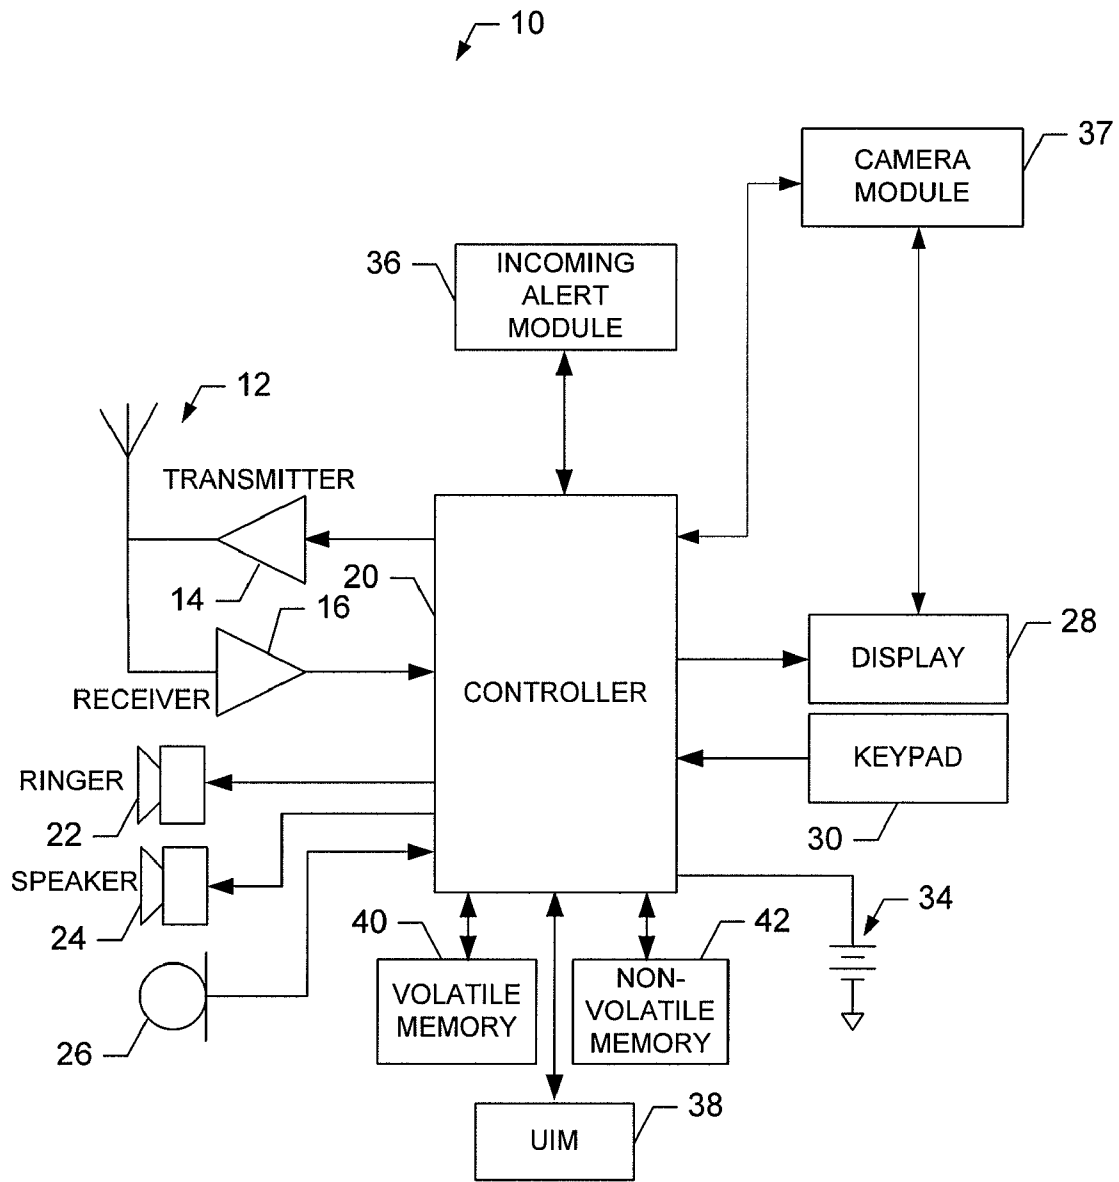 10
CAMERA
MODULE
37
36
INCOMING
ALERT
MODULE
12
TRANSMITTER
14
20
16
RECEIVER
CONTROLLER
DISPLAY
28
KEYPAD
30
RINGER
22
SPEAKER
24
26
40
VOLATILE
MEMORY
42
NON-
VOLATILE
MEMORY
34
UIM
38